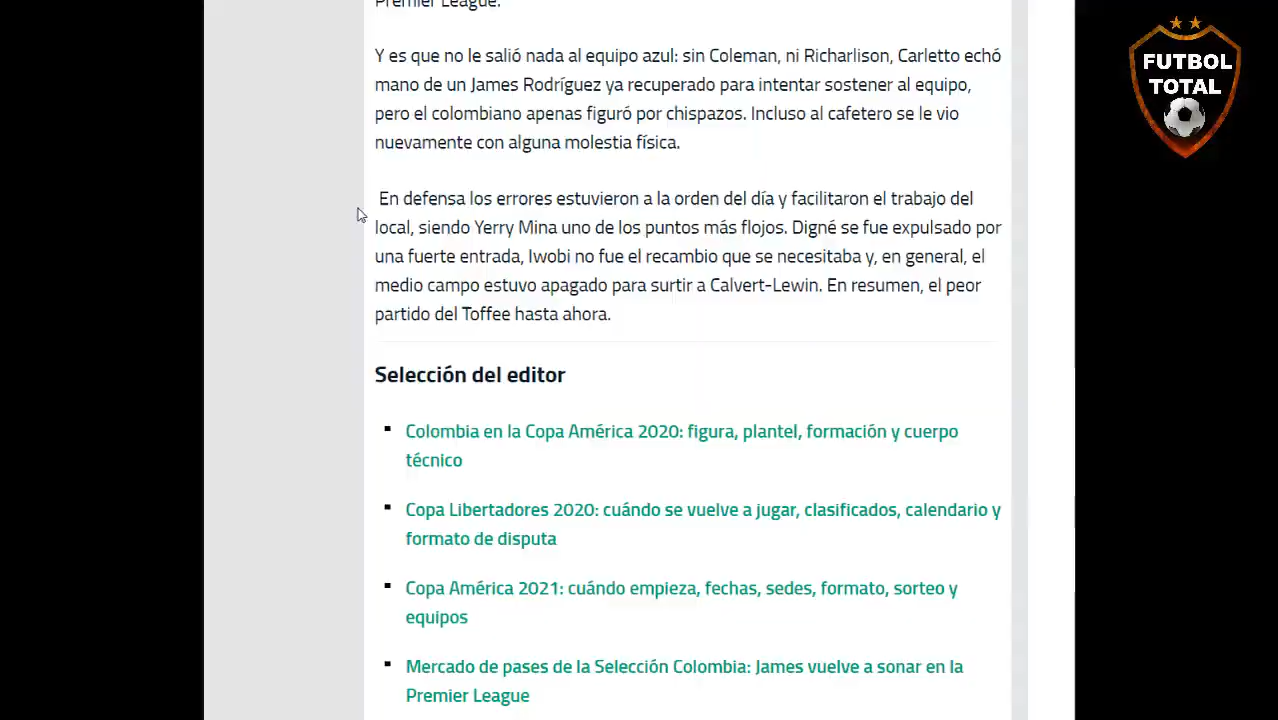 Premier League.
Y es que no le salió nada al equipo azul: sin Coleman, ni Richarlison, Carletto echó
mano de un James Rodríguez ya recuperado para intentar sostener al equipo,
pero el colombiano apenas figuró por chispazos. Incluso al cafetero se le vio
nuevamente con alguna molestia física.
En defensa los errores estuvieron a la orden del día y facilitaron el trabajo del
local, siendo Yerry Mina uno de los puntos más flojos. Digné se fue expulsado por
una fuerte entrada, Iwobi no fue el recambio que se necesitaba y, en general, el
medio campo estuvo apagado para surtir a Calvert-Lewin. En resumen, el peor
partido del Toffee hasta ahora.
Selección del editor
Colombia en la Copa América 2020: figura, plantel, formación y cuerpo
técnico
Copa Libertadores 2020: cuándo se vuelve a jugar, clasificados, calendario y
formato de disputa
Copa América 2021: cuándo empieza, fechas, sedes, formato, sorteo y
equipos
Mercado de pases de la Selección Colombia: James vuelve a sonar en la
Premier League
FUTBOL
TOTAL